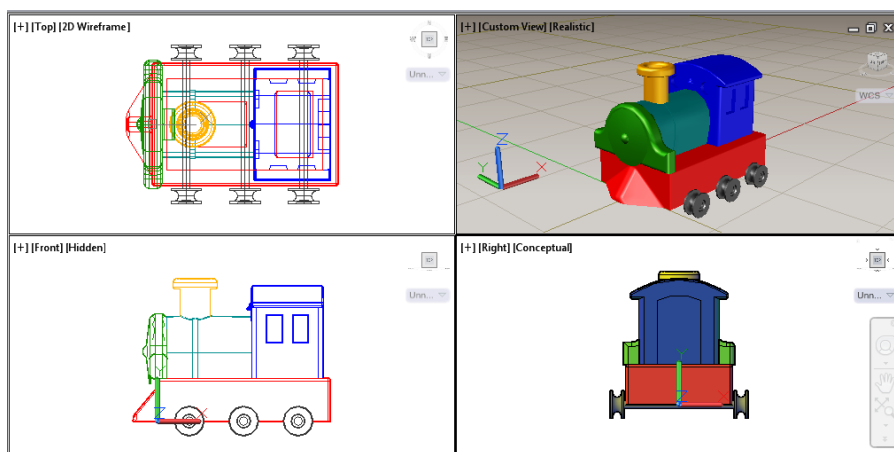 [+] [Top] [2D Wireframe]
Unn...
[+] [Custom View] [Realistic]
WCS
Z
Y
X
[+] [Front] [Hidden]
Unn...
Z
X
[+] [Right] [Conceptual]
Unn...
Y
Z
X